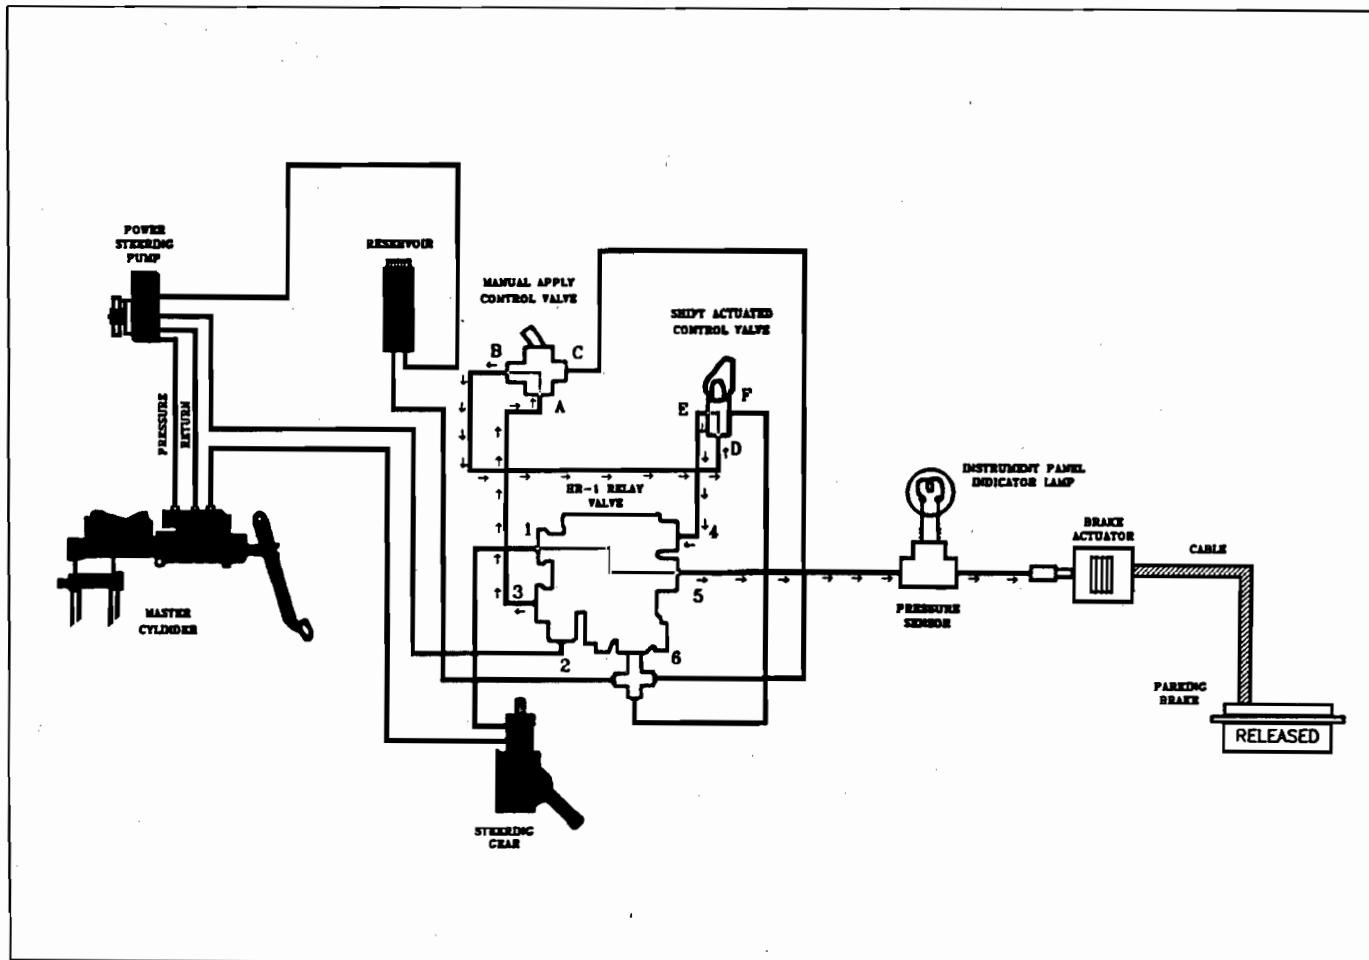 POWER
STEERING
PUMP
RESERVOIR
MANUAL APPLY
CONTROL VALVE
SHIFT ACTUATED
CONTROL VALVE
B
C
A
E
F
D
PRESSURE
RETURN
HR-1 RELAY
VALVE
1
4
3
5
2
6
INSTRUMENT PANEL
INDICATOR LAMP
BRAKE
ACTUATOR
CABLE
PRESSURE
SENSOR
MASTER
CYLINDER
PARKING
BRAKE
RELEASED
STEERING
GEAR